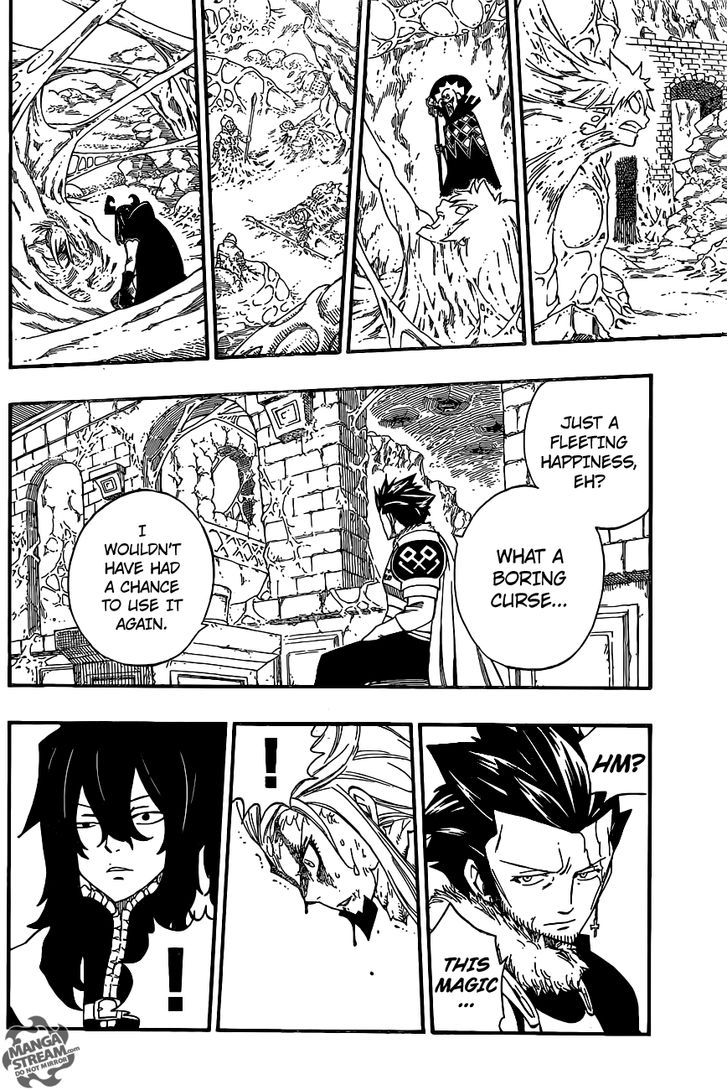 JUST A
FLEETING
HAPPINESS,
EH?
WHAT A
BORING
CURSE...
I
WOULDN'T
HAVE HAD
A CHANCE
TO USE IT
AGAIN.
HM?
THIS
MAGIC
...
!
!
MANGA
STREAM.com
DO NOT MIRROR